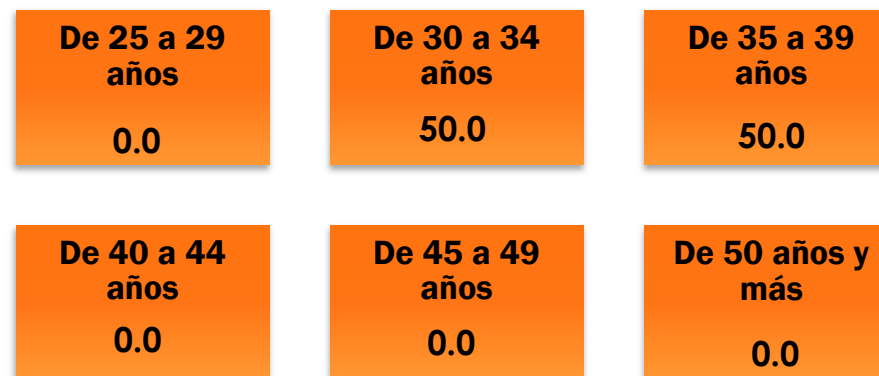 De 25 a 29
años
0.0
De 30 a 34
años
50.0
De 35 a 39
años
50.0
De 40 a 44
años
0.0
De 45 a 49
años
0.0
De 50 años y
más
0.0